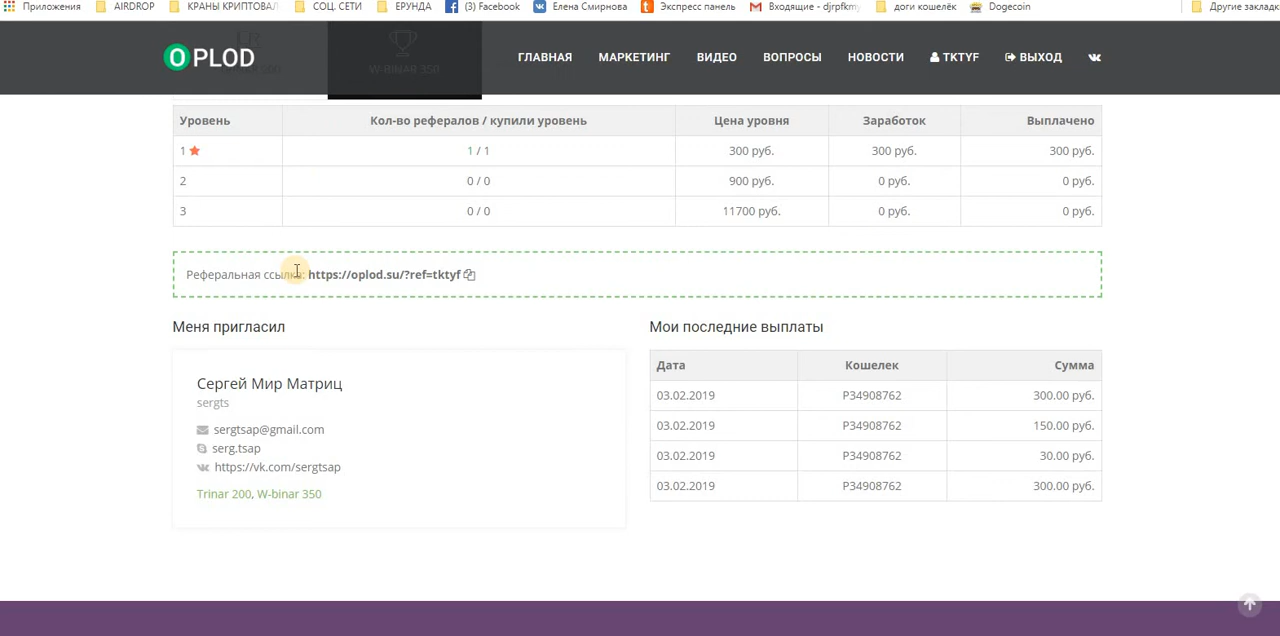 Приложения AIRDROP КРАНЫ КРИПТОВАЛ СОЦ. СЕТИ ЕРУНДА (3) Facebook Елена Смирнова Экспресс панель Входящие - djrpfkmy доги кошелёк Dogecoin Другие закладк
OPLOD ГЛАВНАЯ МАРКЕТИНГ ВИДЕО ВОПРОСЫ НОВОСТИ TKTYF ВЫХОД
W-BINAR 350
Уровень Кол-во рефералов / купили уровень Цена уровня Заработок Выплачено
1 1 / 1 300 руб. 300 руб. 300 руб.
2 0 / 0 900 руб. 0 руб. 0 руб.
3 0 / 0 11700 руб. 0 руб. 0 руб.
Реферальная ссылка: https://oplod.su/?ref=tktyf
Меня пригласил
Сергей Мир Матриц
sergts
sergtsap@gmail.com
serg.tsap
https://vk.com/sergtsap
Trinar 200, W-binar 350
Мои последние выплаты
Дата Кошелек Сумма
03.02.2019 P34908762 300.00 руб.
03.02.2019 P34908762 150.00 руб.
03.02.2019 P34908762 30.00 руб.
03.02.2019 P34908762 300.00 руб.